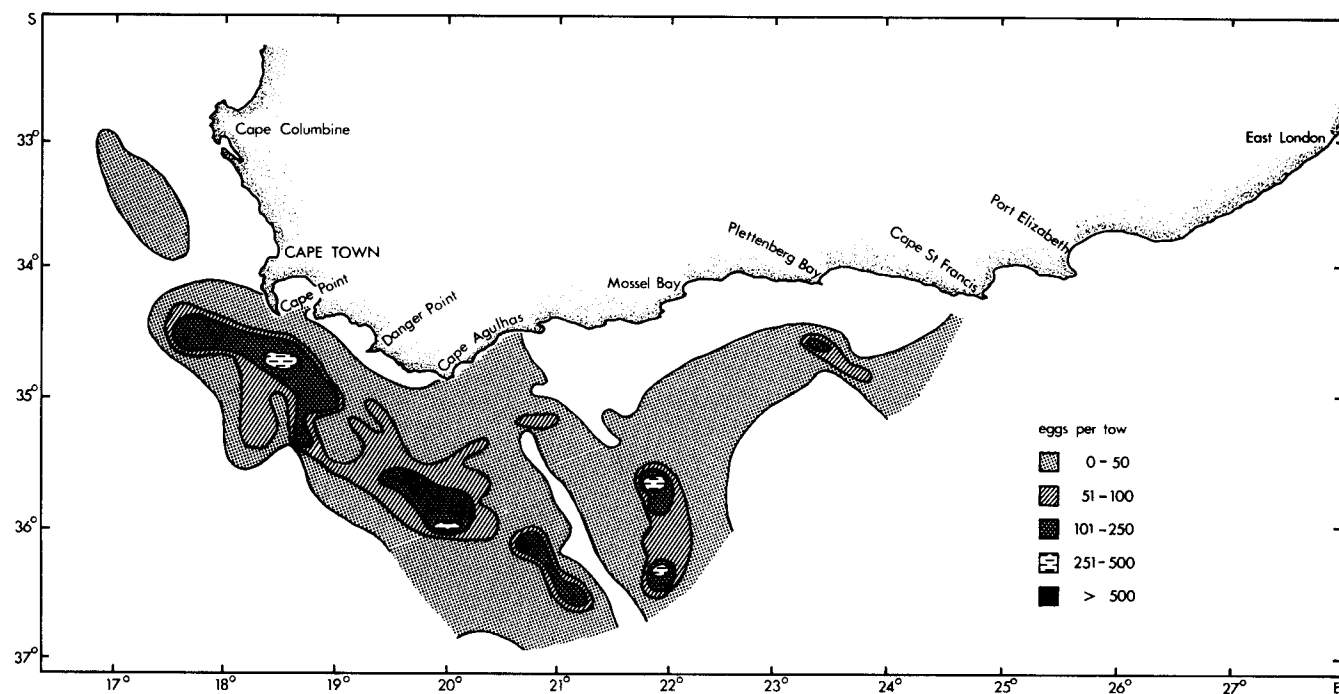 S
33°
34°
35°
36°
37°
17°
18°
19°
20°
21°
22°
23°
24°
25°
26°
27°
E
Cape Columbine
CAPE TOWN
Cape Point
Danger Point
Cape Agulhas
Mossel Bay
Plettenberg Bay
Cape St Francis
Port Elizabeth
East London
eggs per tow
0-50
51-100
101-250
251-500
> 500